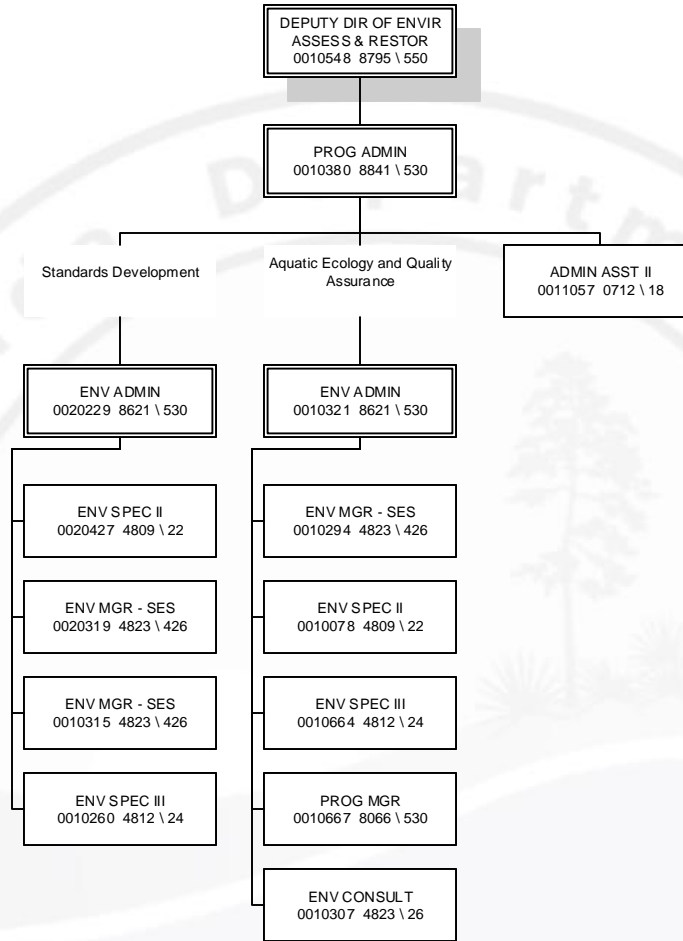 DEPUTY DIR OF ENVIR
ASSESS & RESTOR
0010548 8795 \ 550
PROG ADMIN
0010380 8841 \ 530
Standards Development
Aquatic Ecology and Quality
Assurance
ADMIN ASST II
0011057 0712 \ 18
ENV ADMIN
0020229 8621 \ 530
ENV SPEC II
0020427 4809 \ 22
ENV MGR - SES
0020319 4823 \ 426
ENV MGR - SES
0010315 4823 \ 426
ENV SPEC III
0010260 4812 \ 24
ENV ADMIN
0010321 8621 \ 530
ENV MGR - SES
0010294 4823 \ 426
ENV SPEC II
0010078 4809 \ 22
ENV SPEC III
0010664 4812 \ 24
PROG MGR
0010667 8066 \ 530
ENV CONSULT
0010307 4823 \ 26